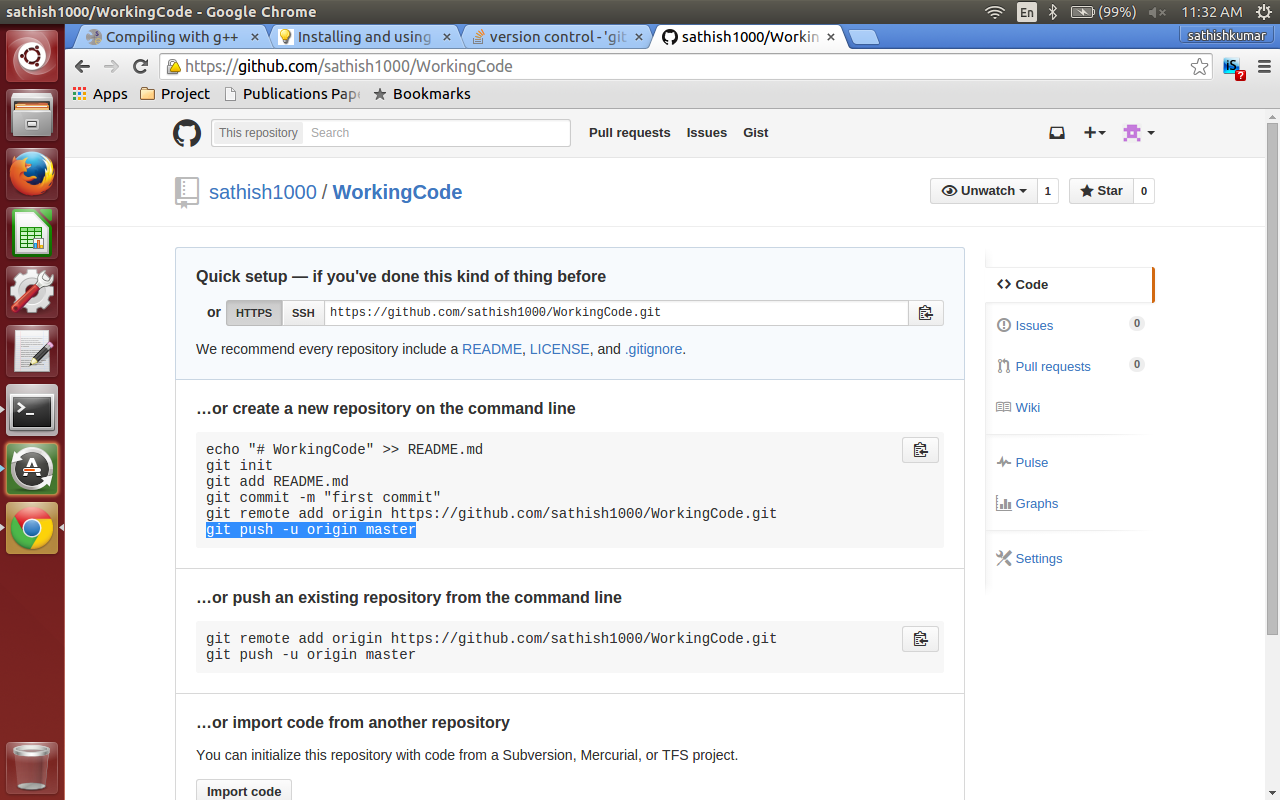 sathish1000/WorkingCode - Google Chrome
En
(99%)
11:32 AM
Compiling with g++
Installing and using
version control - 'git
sathish1000/Workin
sathishkumar
https://github.com/sathish1000/WorkingCode
iS
?
Apps
Project
Publications Pap
Bookmarks
This repository
Search
Pull requests
Issues
Gist
sathish1000 / WorkingCode
Unwatch
1
Star
0
Quick setup — if you've done this kind of thing before
or
HTTPS
SSH
https://github.com/sathish1000/WorkingCode.git
We recommend every repository include a README, LICENSE, and .gitignore.
…or create a new repository on the command line
echo "# WorkingCode" >> README.md
git init
git add README.md
git commit -m "first commit"
git remote add origin https://github.com/sathish1000/WorkingCode.git
git push -u origin master
…or push an existing repository from the command line
git remote add origin https://github.com/sathish1000/WorkingCode.git
git push -u origin master
…or import code from another repository
You can initialize this repository with code from a Subversion, Mercurial, or TFS project.
Import code
Code
Issues
0
Pull requests
0
Wiki
Pulse
Graphs
Settings